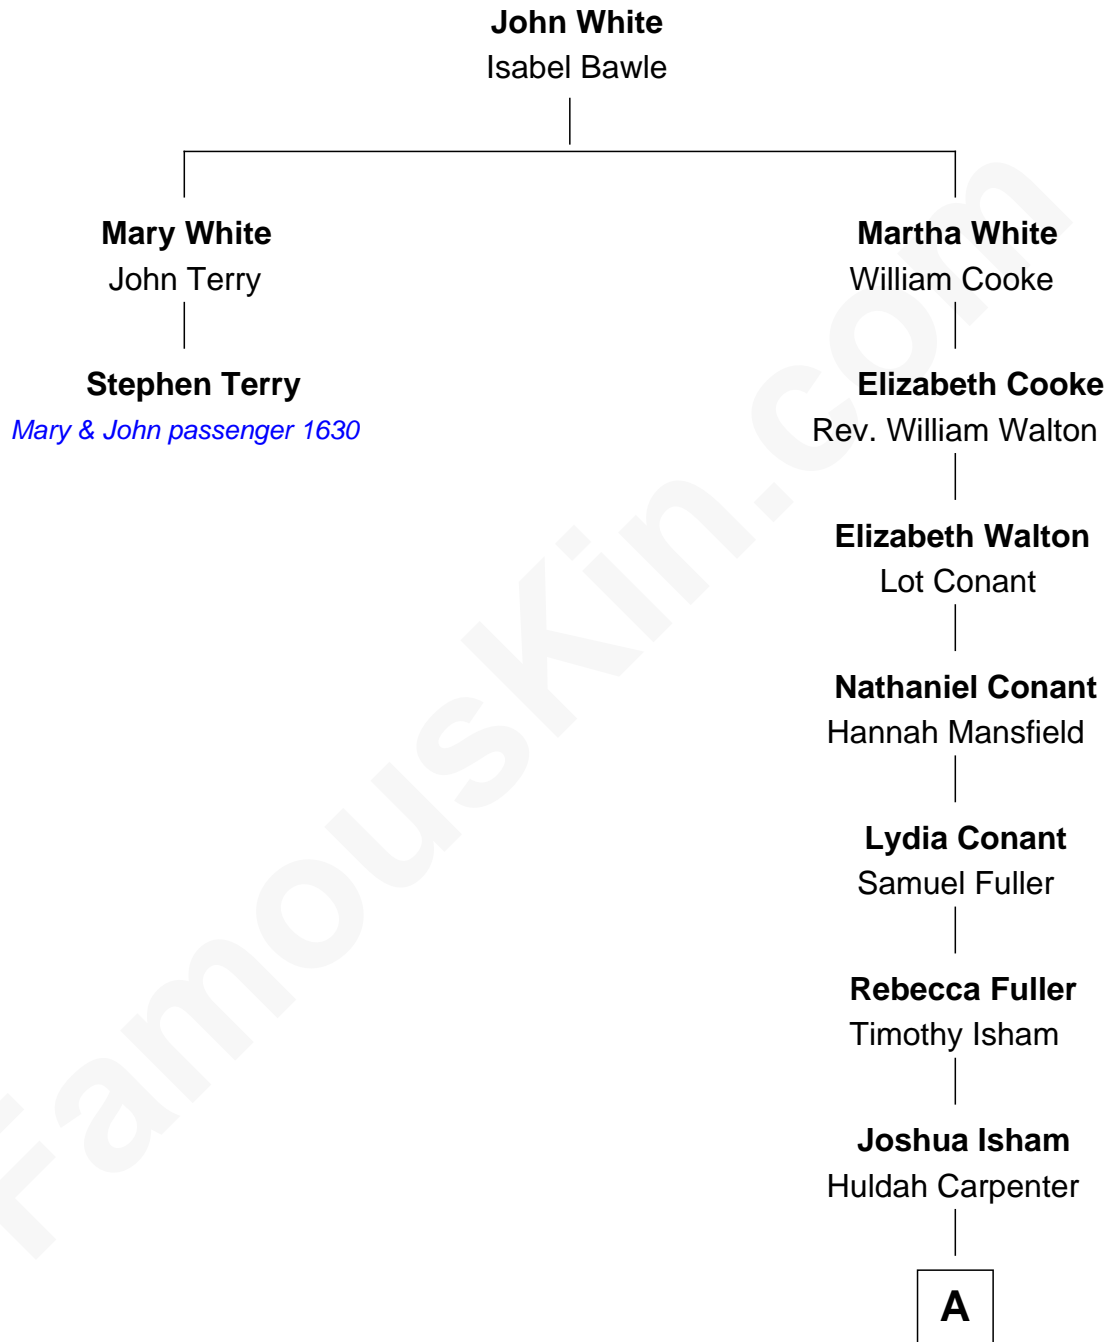 John White
Isabel Bawle
Mary White
John Terry
Martha White
William Cooke
Stephen Terry
Mary & John passenger 1630
Elizabeth Cooke
Rev. William Walton
Elizabeth Walton
Lot Conant
Nathaniel Conant
Hannah Mansfield
Lydia Conant
Samuel Fuller
Rebecca Fuller
Timothy Isham
Joshua Isham
Huldah Carpenter
A
FamousKin.com